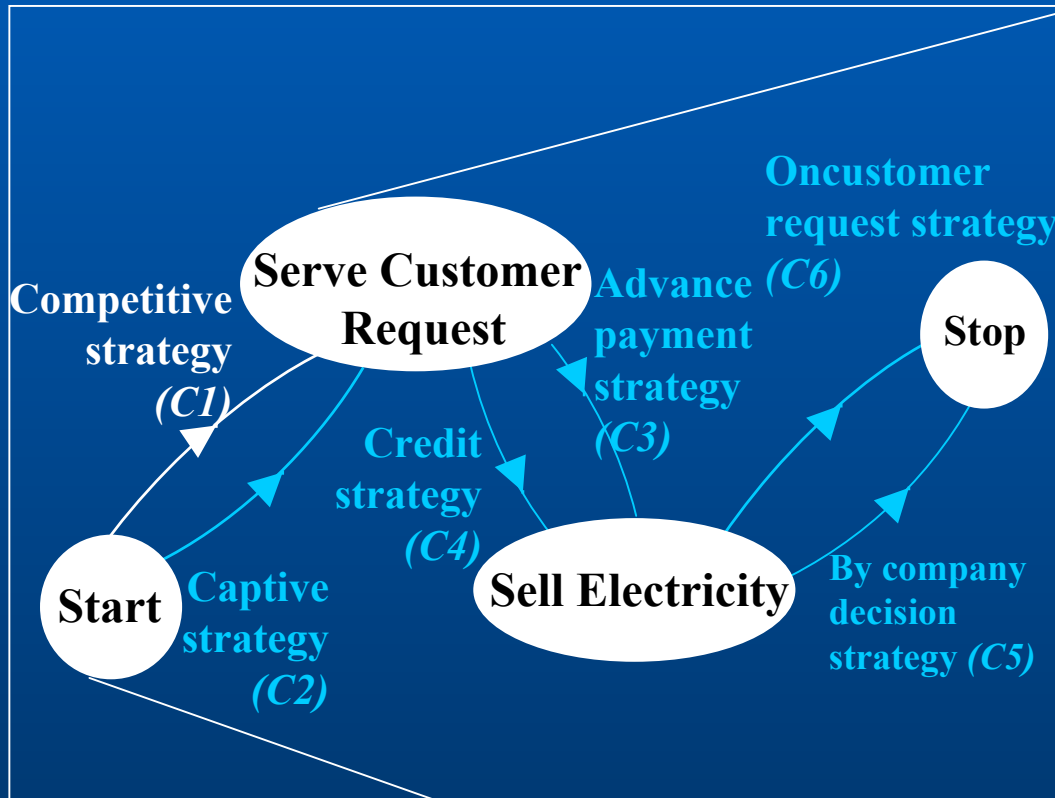 Oncustomer
request strategy
(C6)
Serve Customer
Request
Advance
payment
strategy
(C3)
Competitive
strategy
(C1)
Stop
Credit
strategy
(C4)
Start
Captive
strategy
(C2)
Sell Electricity
By company
decision
strategy (C5)